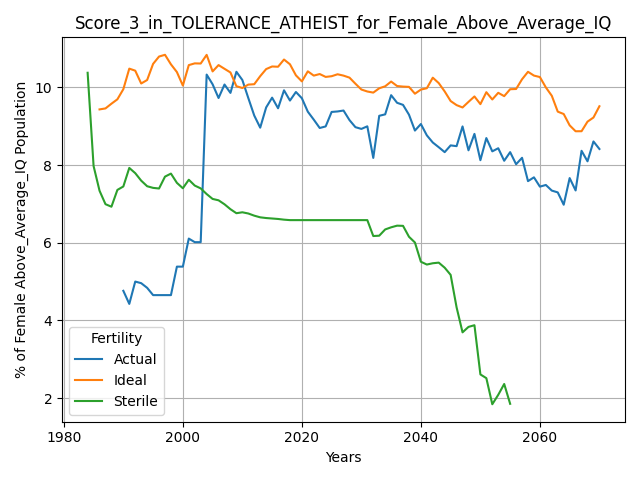 Score_3_in_TOLERANCE_ATHEIST_for_Female_Above_Average_IQ
% of Female Above_Average_IQ Population
10
8
6
4
2
Fertility
Actual
Ideal
Sterile
1980
2000
2020
2040
2060
Years